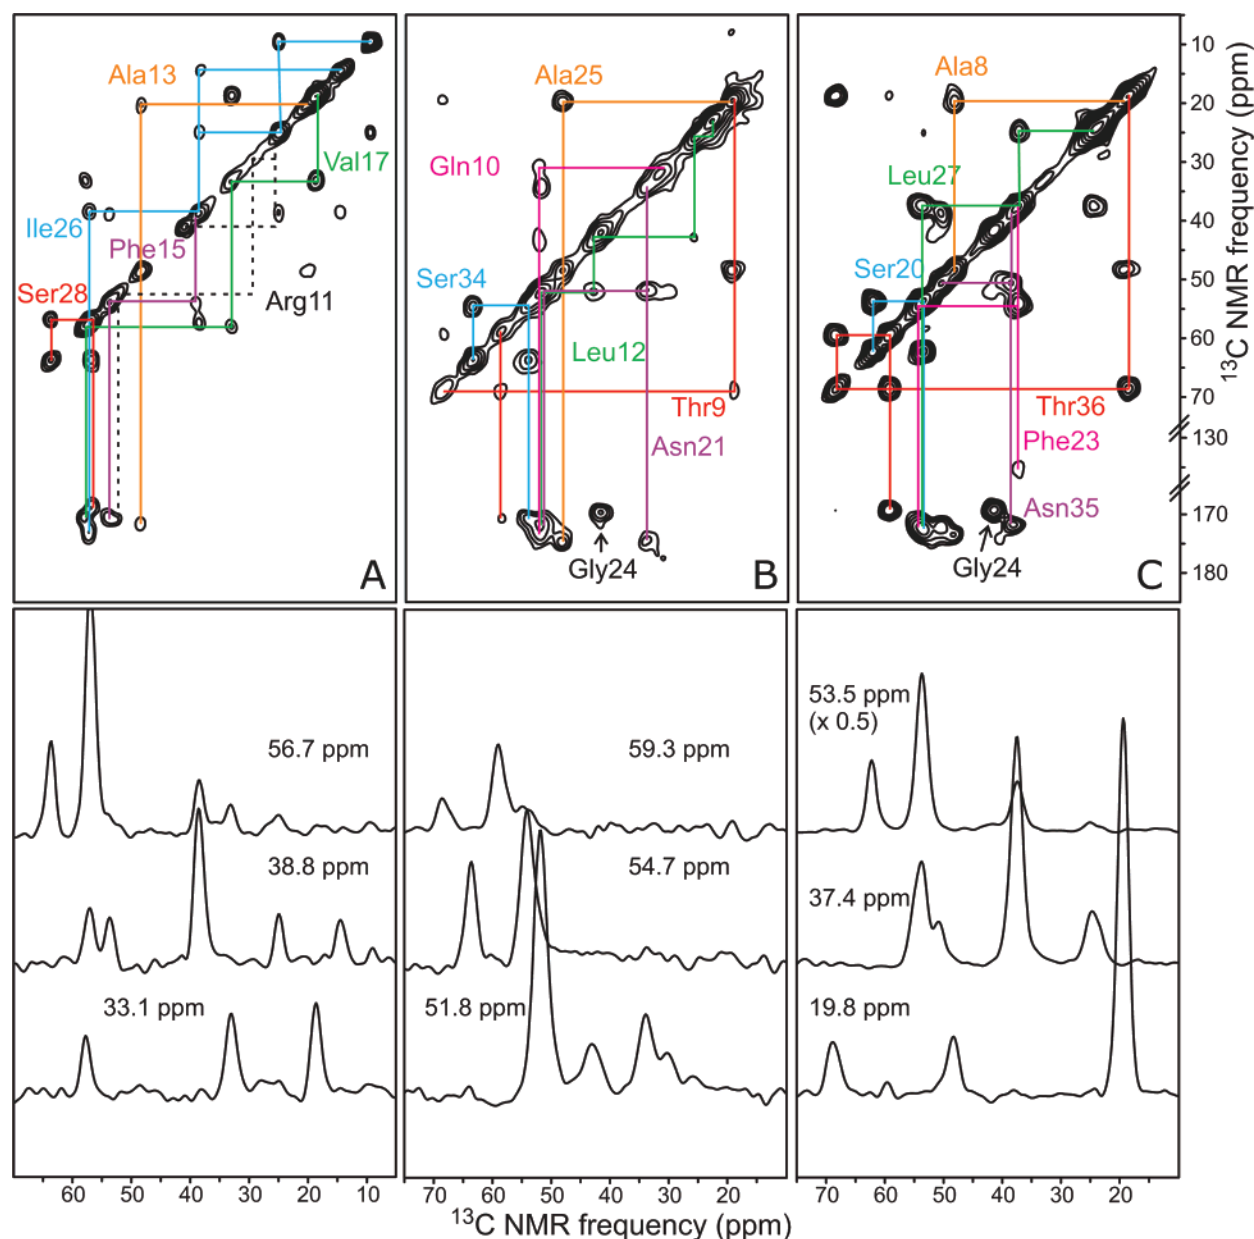 Ala13
Val17
Ile26
Phe15
Ser28
Arg11
A
Ala25
Gln10
Ser34
Leu12
Thr9
Asn21
Gly24
B
Ala8
Leu27
Ser20
Thr36
Phe23
Asn35
Gly24
C
10
20
30
40
50
60
70
130
170
180
13C NMR frequency (ppm)
56.7 ppm
38.8 ppm
33.1 ppm
59.3 ppm
54.7 ppm
51.8 ppm
53.5 ppm
(x 0.5)
37.4 ppm
19.8 ppm
60 50 40 30 20 10
70 60 50 40 30 20
70 60 50 40 30 20
13C NMR frequency (ppm)